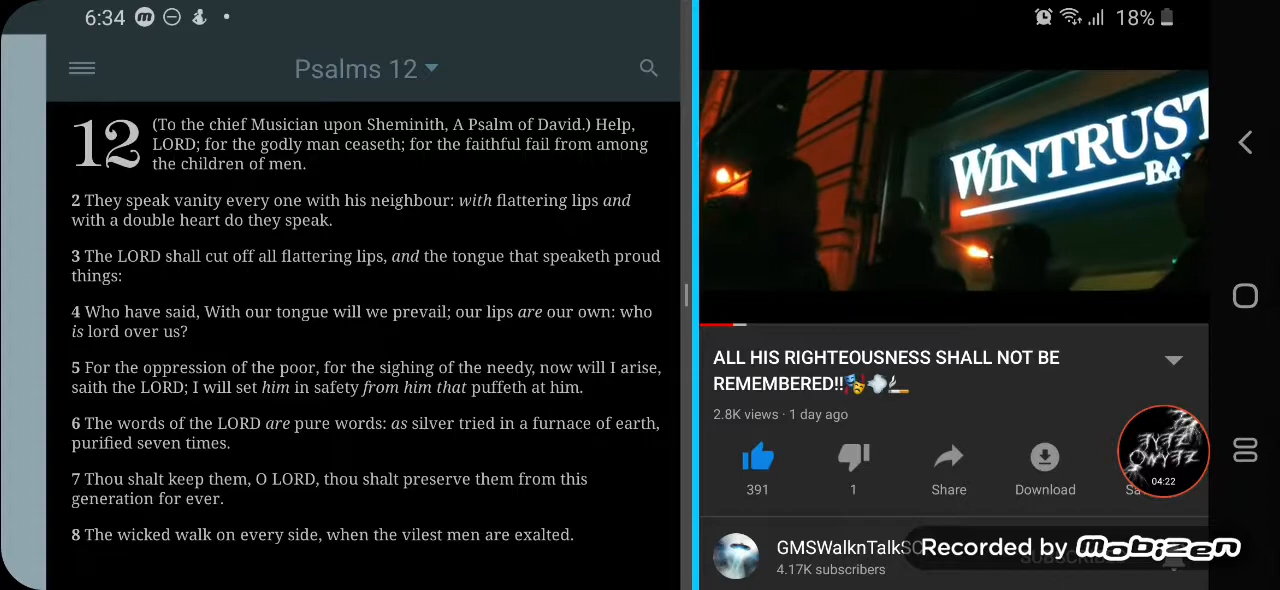 6:34
18%
Psalms 12
12 (To the chief Musician upon Sheminith, A Psalm of David.) Help,
LORD; for the godly man ceaseth; for the faithful fail from among
the children of men.
2 They speak vanity every one with his neighbour: with flattering lips and
with a double heart do they speak.
3 The LORD shall cut off all flattering lips, and the tongue that speaketh proud
things:
4 Who have said, With our tongue will we prevail; our lips are our own: who
is lord over us?
5 For the oppression of the poor, for the sighing of the needy, now will I arise,
saith the LORD; I will set him in safety from him that puffeth at him.
6 The words of the LORD are pure words: as silver tried in a furnace of earth,
purified seven times.
7 Thou shalt keep them, O LORD, thou shalt preserve them from this
generation for ever.
8 The wicked walk on every side, when the vilest men are exalted.
WINTRUST
BA
ALL HIS RIGHTEOUSNESS SHALL NOT BE
REMEMBERED!!🎭💨🚬
2.8K views · 1 day ago
391
1
Share
Download
04:22
GMSWalknTalkSC
4.17K subscribers
Recorded by Mobizen